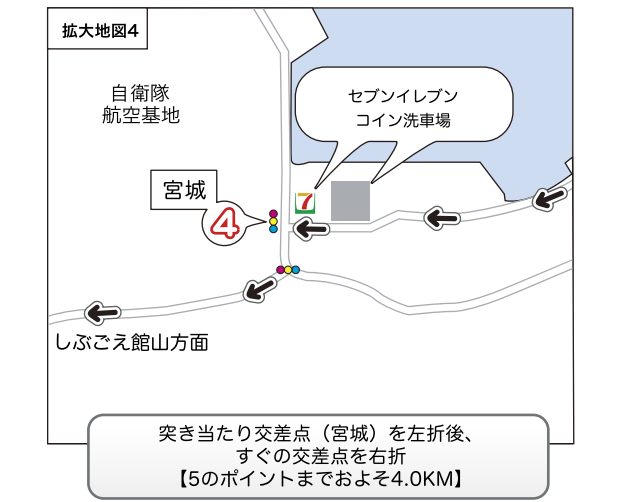 拡大地図4
自衛隊
航空基地
セブンイレブン
コイン洗車場
宮城
4
7
しぶごえ館山方面
突き当たり交差点（宮城）を左折後、
すぐの交差点を右折
【5のポイントまでおよそ4.0KM】